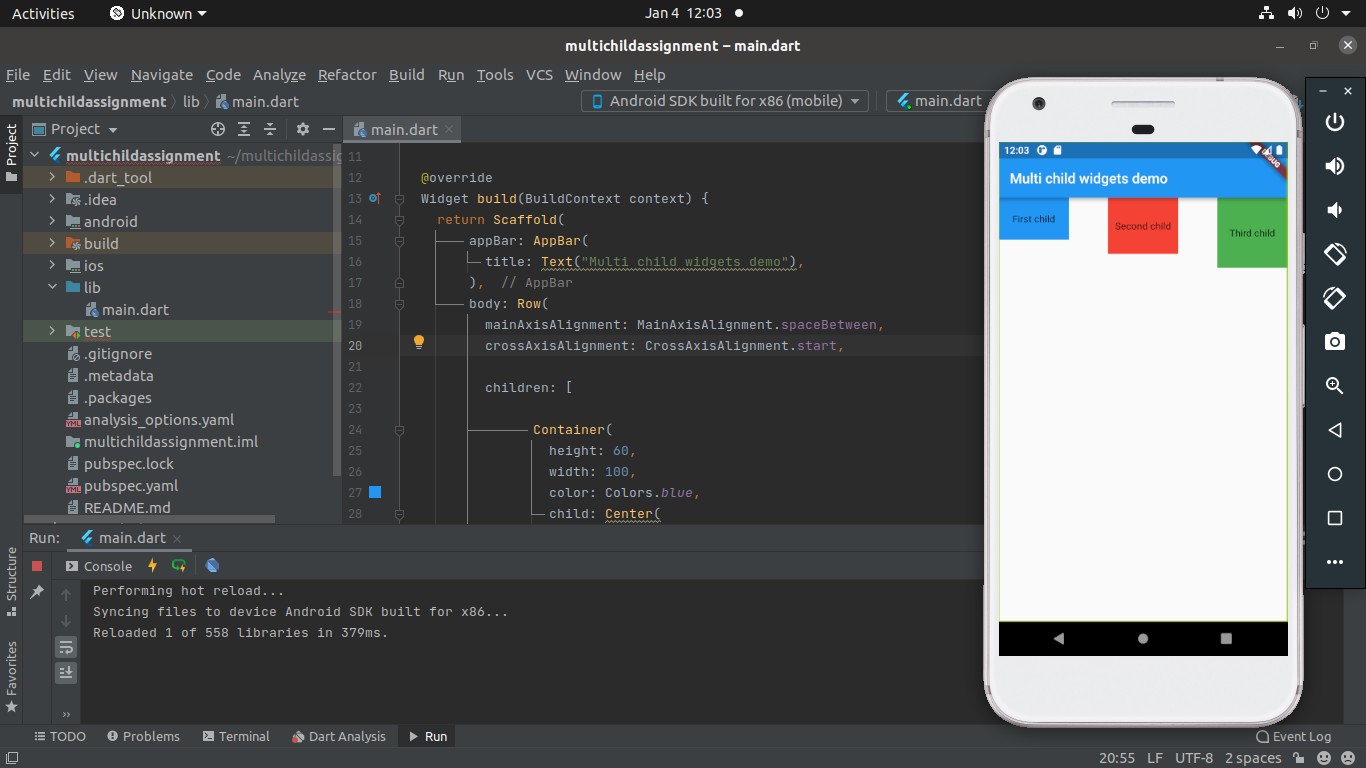 Activities
Unknown
Jan 4 12:03
multichildassignment – main.dart
File Edit View Navigate Code Analyze Refactor Build Run Tools VCS Window Help
multichildassignment lib main.dart
Android SDK built for x86 (mobile)
main.dart
Project
Project
main.dart
multichildassignment ~/multichildassig
.dart_tool
.idea
android
build
ios
lib
main.dart
test
.gitignore
.metadata
.packages
analysis_options.yaml
multichildassignment.iml
pubspec.lock
pubspec.yaml
README.md
11
12 @override
13 Widget build(BuildContext context) {
14 return Scaffold(
15 appBar: AppBar(
16 title: Text("Multi child widgets demo"),
17 ), // AppBar
18 body: Row(
19 mainAxisAlignment: MainAxisAlignment.spaceBetween,
20 crossAxisAlignment: CrossAxisAlignment.start,
21
22 children: [
23
24 Container(
25 height: 60,
26 width: 100,
27 color: Colors.blue,
28 child: Center(
12:03
DEBUG
Multi child widgets demo
First child
Second child
Third child
Run: main.dart
Console
Performing hot reload...
Syncing files to device Android SDK built for x86...
Reloaded 1 of 558 libraries in 379ms.
Structure
Favorites
TODO Problems Terminal Dart Analysis Run Event Log
20:55 LF UTF-8 2 spaces